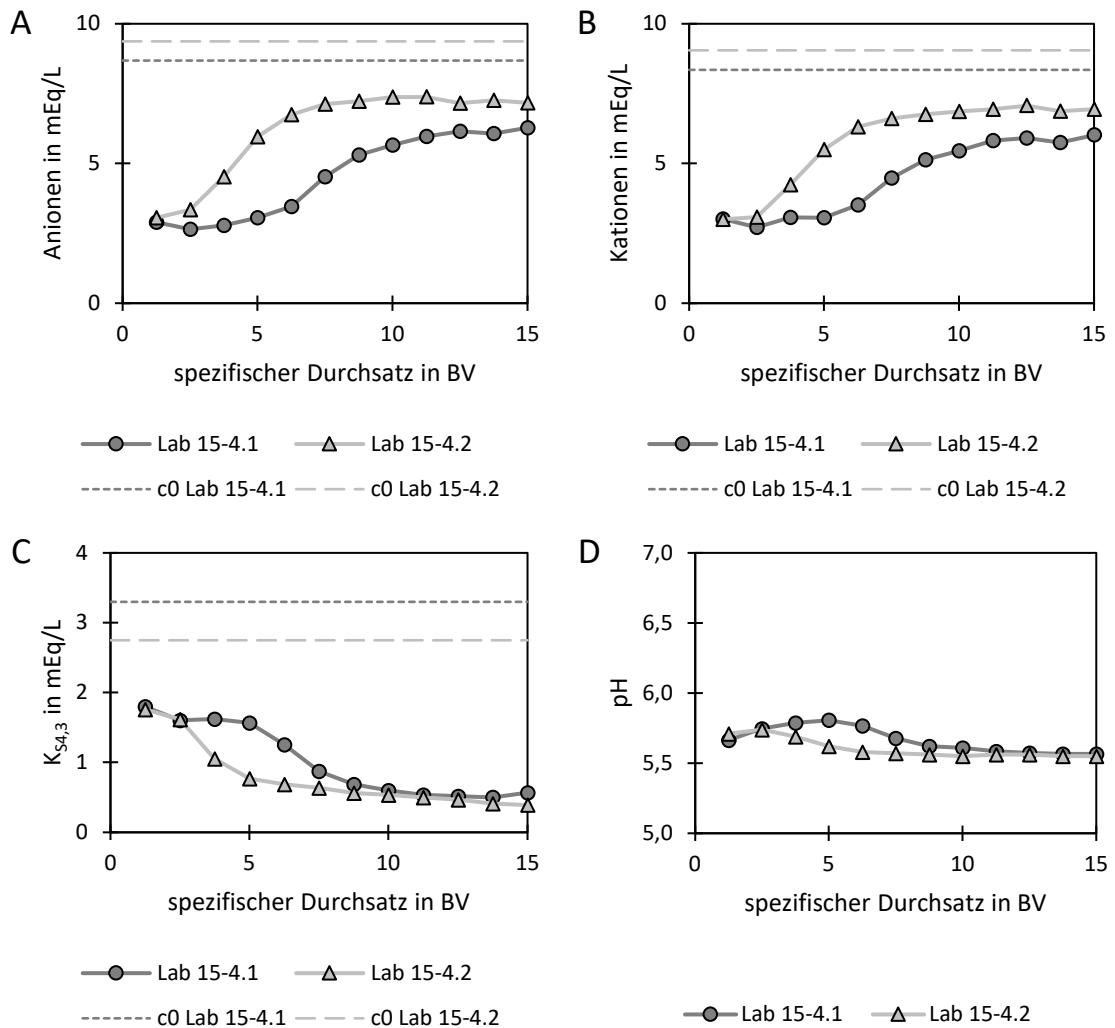 A
Anionen in mEq/L
10
5
0
0 5 10 15
spezifischer Durchsatz in BV
Lab 15-4.1 Lab 15-4.2
c0 Lab 15-4.1 c0 Lab 15-4.2
B
Kationen in mEq/L
10
5
0
0 5 10 15
spezifischer Durchsatz in BV
Lab 15-4.1 Lab 15-4.2
c0 Lab 15-4.1 c0 Lab 15-4.2
C
KS4,3 in mEq/L
4
3
2
1
0
0 5 10 15
spezifischer Durchsatz in BV
Lab 15-4.1 Lab 15-4.2
c0 Lab 15-4.1 c0 Lab 15-4.2
D
pH
7,0
6,5
6,0
5,5
5,0
0 5 10 15
spezifischer Durchsatz in BV
Lab 15-4.1 Lab 15-4.2